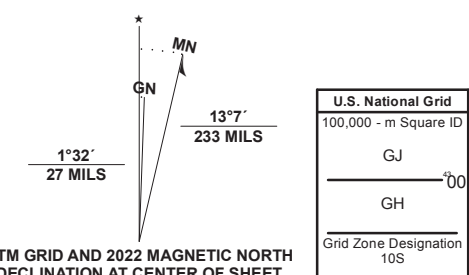 ★
MN
GN
1°32´
27 MILS
13°7´
233 MILS
TM GRID AND 2022 MAGNETIC NORTH
DECLINATION AT CENTER OF SHEET
U.S. National Grid
100,000 - m Square ID
GJ
4300
GH
Grid Zone Designation
10S